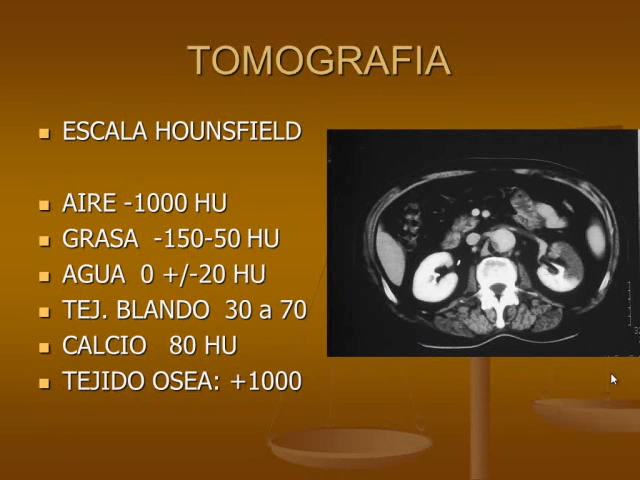 TOMOGRAFIA
ESCALA HOUNSFIELD
AIRE -1000 HU
GRASA -150-50 HU
AGUA 0 +/-20 HU
TEJ. BLANDO 30 a 70
CALCIO 80 HU
TEJIDO OSEA: +1000